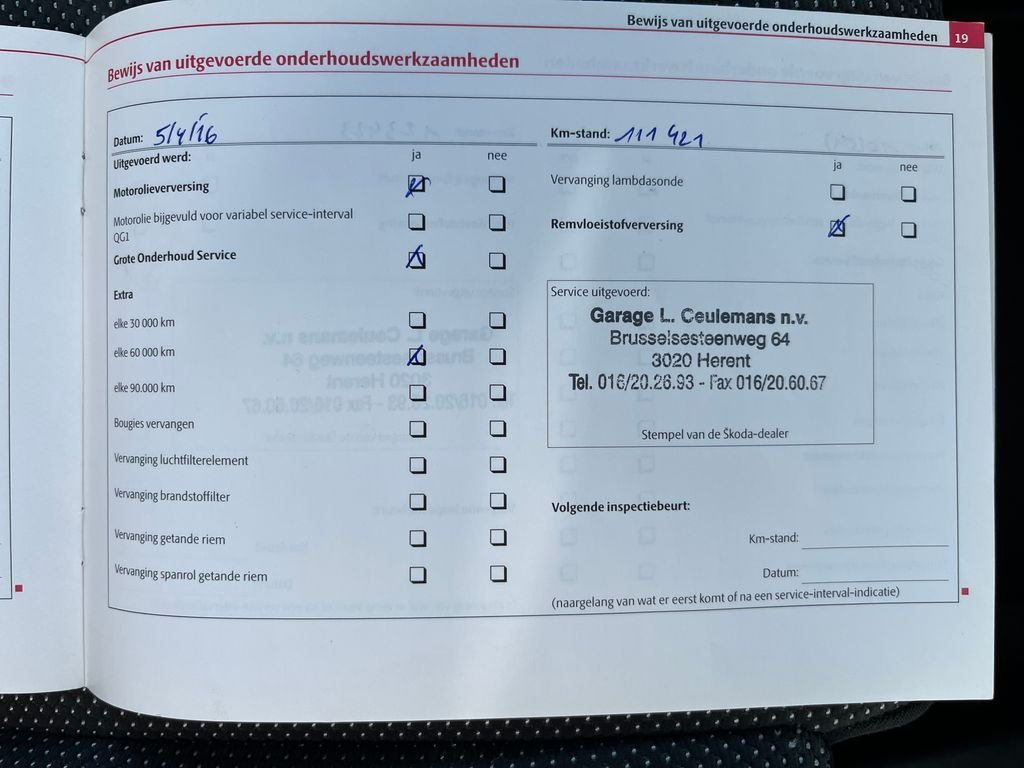 Bewijs van uitgevoerde onderhoudswerkzaamheden 19
Bewijs van uitgevoerde onderhoudswerkzaamheden
Datum: 5/4/16
Uitgevoerd werd: ja nee
Motorolieverversing
Motorolie bijgevuld voor variabel service-interval
QG1
Grote Onderhoud Service
Extra
elke 30 000 km
elke 60 000 km
elke 90.000 km
Bougies vervangen
Vervanging luchtfilterelement
Vervanging brandstoffilter
Vervanging getande riem
Vervanging spanrol getande riem
Km-stand: 111 421
ja nee
Vervanging lambdasonde
Remvloeistofverversing
Service uitgevoerd:
Garage L. Ceulemans n.v.
Brusselsesteenweg 64
3020 Herent
Tel. 016/20.26.93 - Fax 016/20.60.67
Stempel van de Škoda-dealer
Volgende inspectiebeurt:
Km-stand:
Datum:
(naargelang van wat er eerst komt of na een service-interval-indicatie)